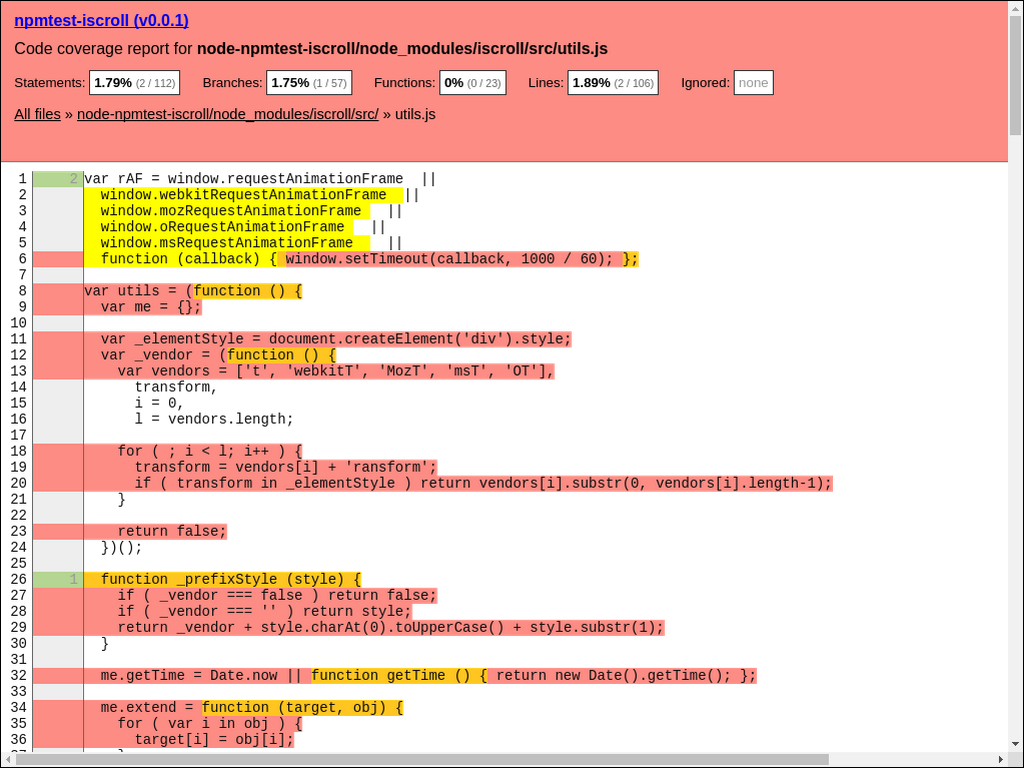 npmtest-iscroll (v0.0.1)
Code coverage report for node-npmtest-iscroll/node_modules/iscroll/src/utils.js
Statements: 1.79% (2 / 112) Branches: 1.75% (1 / 57) Functions: 0% (0 / 23) Lines: 1.89% (2 / 106) Ignored: none
All files » node-npmtest-iscroll/node_modules/iscroll/src/ » utils.js
1 2 var rAF = window.requestAnimationFrame  ||
2   window.webkitRequestAnimationFrame  ||
3   window.mozRequestAnimationFrame   ||
4   window.oRequestAnimationFrame   ||
5   window.msRequestAnimationFrame    ||
6   function (callback) { window.setTimeout(callback, 1000 / 60); };
7
8 var utils = (function () {
9   var me = {};
10
11   var _elementStyle = document.createElement('div').style;
12   var _vendor = (function () {
13     var vendors = ['t', 'webkitT', 'MozT', 'msT', 'OT'],
14       transform,
15       i = 0,
16       l = vendors.length;
17
18     for ( ; i < l; i++ ) {
19       transform = vendors[i] + 'ransform';
20       if ( transform in _elementStyle ) return vendors[i].substr(0, vendors[i].length-1);
21     }
22
23     return false;
24   })();
25
26 1   function _prefixStyle (style) {
27     if ( _vendor === false ) return false;
28     if ( _vendor === '' ) return style;
29     return _vendor + style.charAt(0).toUpperCase() + style.substr(1);
30   }
31
32   me.getTime = Date.now || function getTime () { return new Date().getTime(); };
33
34   me.extend = function (target, obj) {
35     for ( var i in obj ) {
36       target[i] = obj[i];